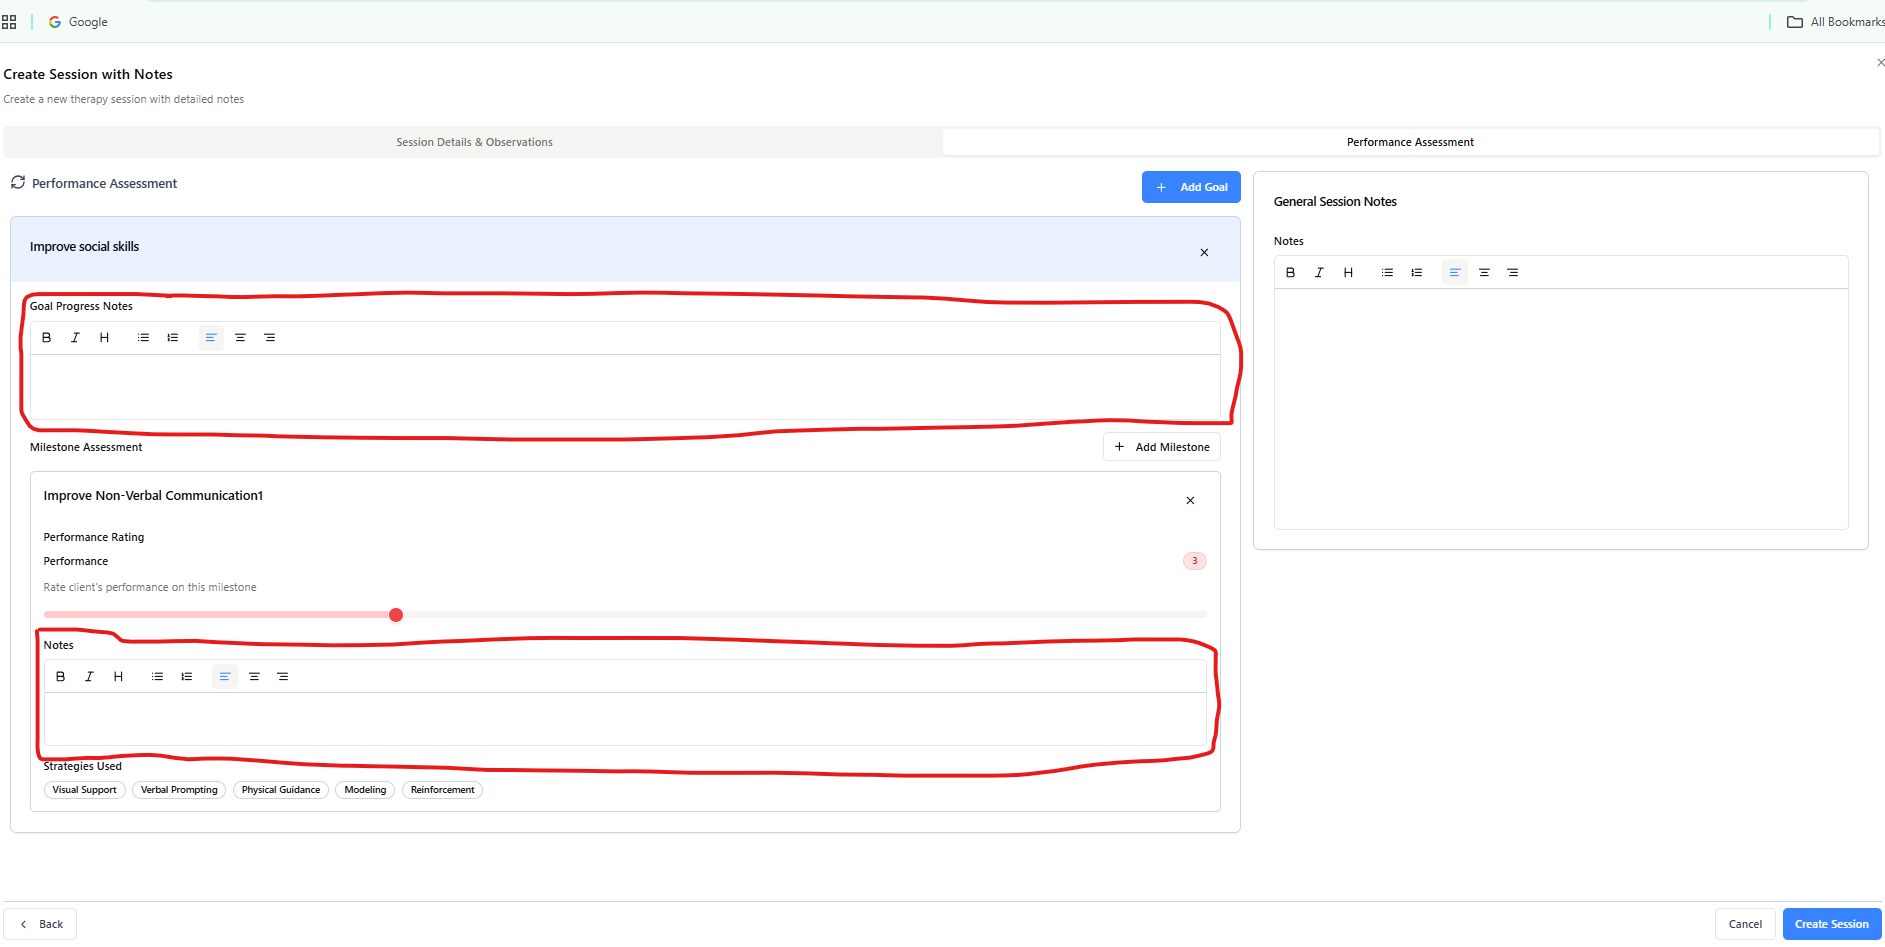 Google
All Bookmarks
Create Session with Notes
Create a new therapy session with detailed notes
Session Details & Observations
Performance Assessment
Performance Assessment
+ Add Goal
Improve social skills
Goal Progress Notes
B I H
Milestone Assessment
+ Add Milestone
Improve Non-Verbal Communication1
Performance Rating
Performance
3
Rate client's performance on this milestone
Notes
B I H
Strategies Used
Visual Support Verbal Prompting Physical Guidance Modeling Reinforcement
General Session Notes
Notes
B I H
Back
Cancel
Create Session